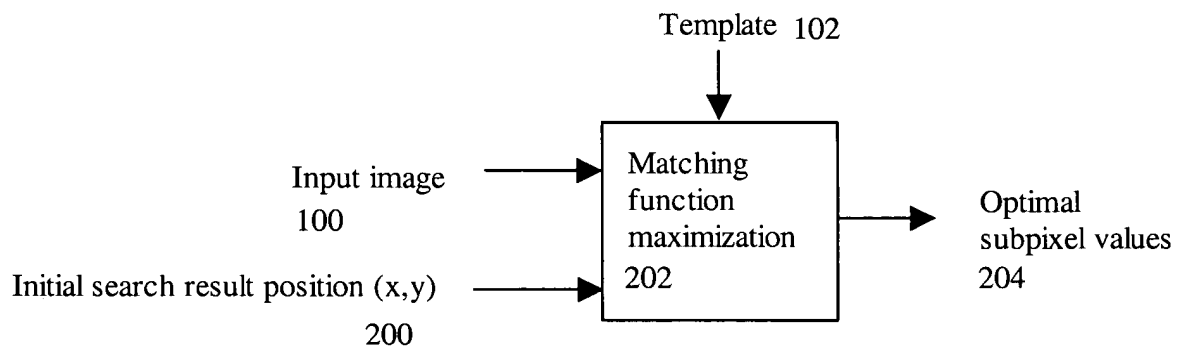 Template 102
Input image
100
Initial search result position (x,y)
200
Matching
function
maximization
202
Optimal
subpixel values
204